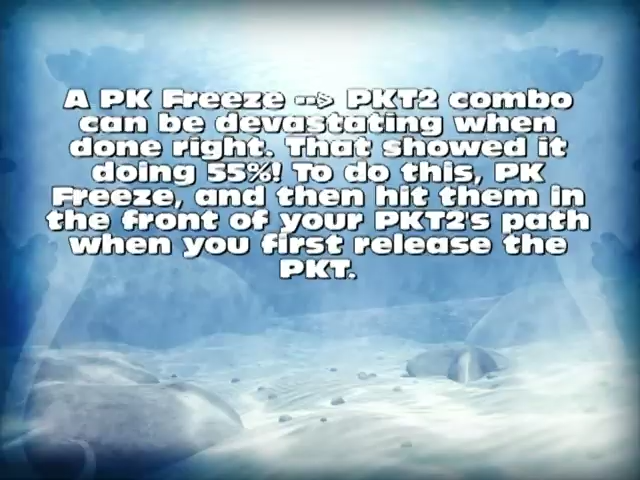 A PK Freeze --> PKT2 combo
can be devastating when
done right. That showed it
doing 55%! To do this, PK
Freeze, and then hit them in
the front of your PKT2's path
when you first release the
PKT.